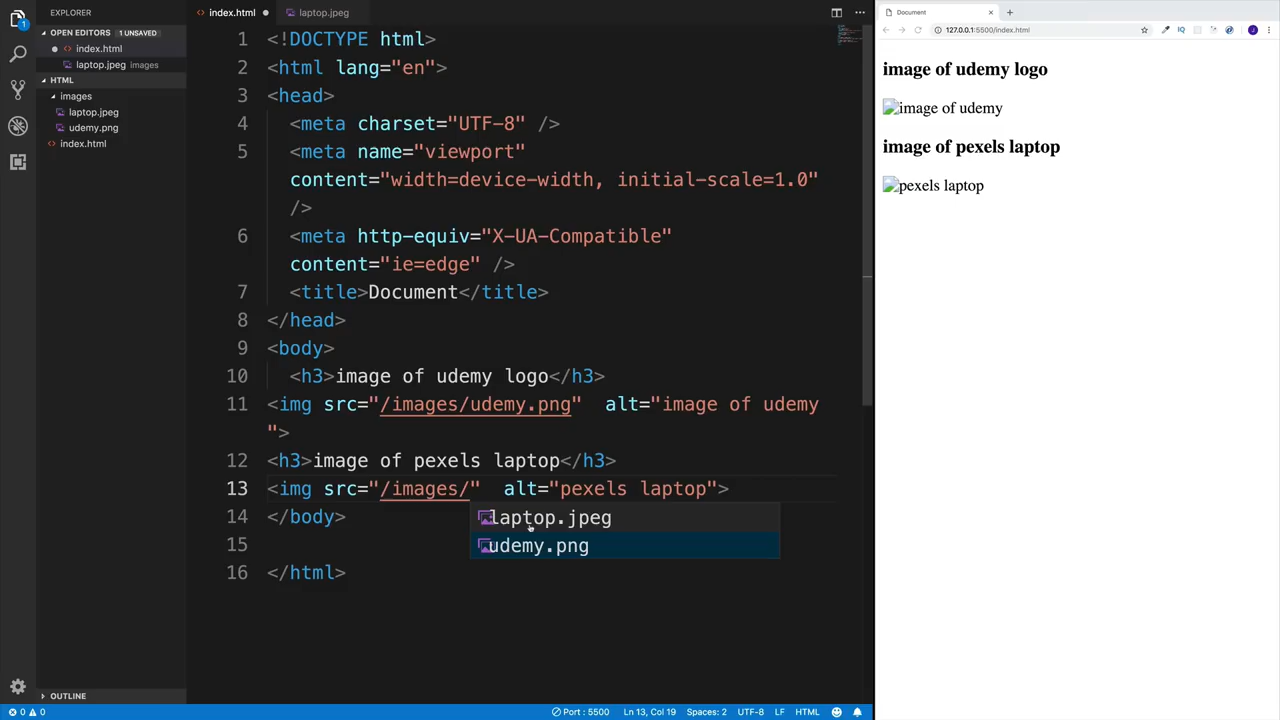 EXPLORER
OPEN EDITORS 1 UNSAVED
index.html
laptop.jpeg images
HTML
images
laptop.jpeg
udemy.png
index.html
OUTLINE
1
index.html
laptop.jpeg
1 <!DOCTYPE html>
2 <html lang="en">
3 <head>
4 <meta charset="UTF-8" />
5 <meta name="viewport"
content="width=device-width, initial-scale=1.0"
/>
6 <meta http-equiv="X-UA-Compatible"
content="ie=edge" />
7 <title>Document</title>
8 </head>
9 <body>
10 <h3>image of udemy logo</h3>
11 <img src="/images/udemy.png" alt="image of udemy
">
12 <h3>image of pexels laptop</h3>
13 <img src="/images/" alt="pexels laptop">
laptop.jpeg
udemy.png
14 </body>
15
16 </html>
0 0
Port : 5500
Ln 13, Col 19
Spaces: 2
UTF-8
LF
HTML
Document
127.0.0.1:5500/index.html
IQ
J
image of udemy logo
image of udemy
image of pexels laptop
pexels laptop